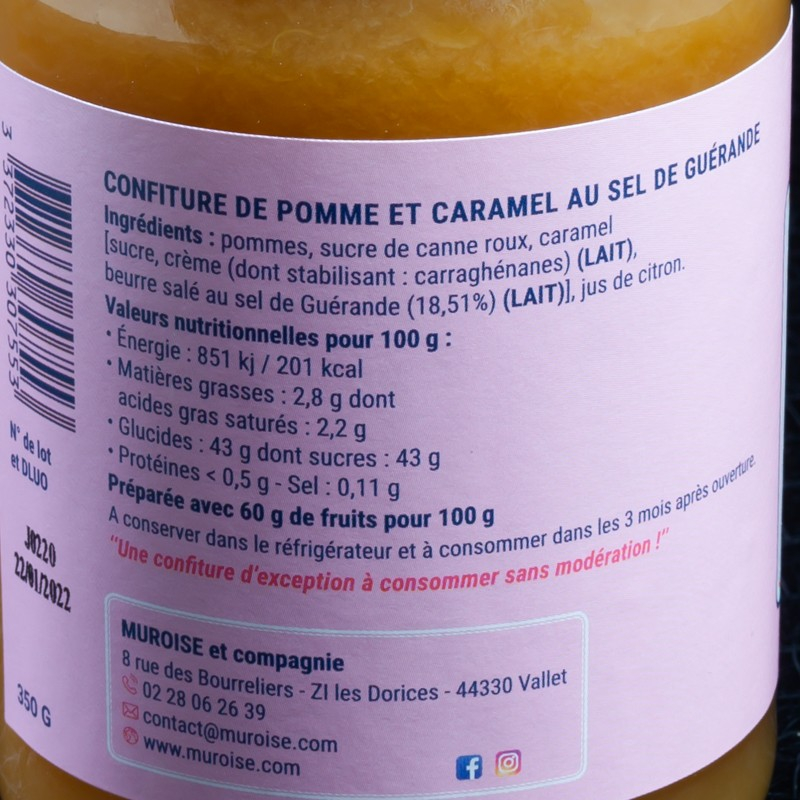 3 372330 307553
N° de lot
et DLUO
J0220
22/01/2022
350 G
CONFITURE DE POMME ET CARAMEL AU SEL DE GUÉRANDE
Ingrédients : pommes, sucre de canne roux, caramel
[sucre, crème (dont stabilisant : carraghénanes) (LAIT),
beurre salé au sel de Guérande (18,51%) (LAIT)], jus de citron.
Valeurs nutritionnelles pour 100 g :
• Énergie : 851 kj / 201 kcal
• Matières grasses : 2,8 g dont
acides gras saturés : 2,2 g
• Glucides : 43 g dont sucres : 43 g
• Protéines < 0,5 g - Sel : 0,11 g
Préparée avec 60 g de fruits pour 100 g
A conserver dans le réfrigérateur et à consommer dans les 3 mois après ouverture.
"Une confiture d'exception à consommer sans modération !"
MUROISE et compagnie
8 rue des Bourreliers - ZI les Dorices - 44330 Vallet
02 28 06 26 39
contact@muroise.com
www.muroise.com